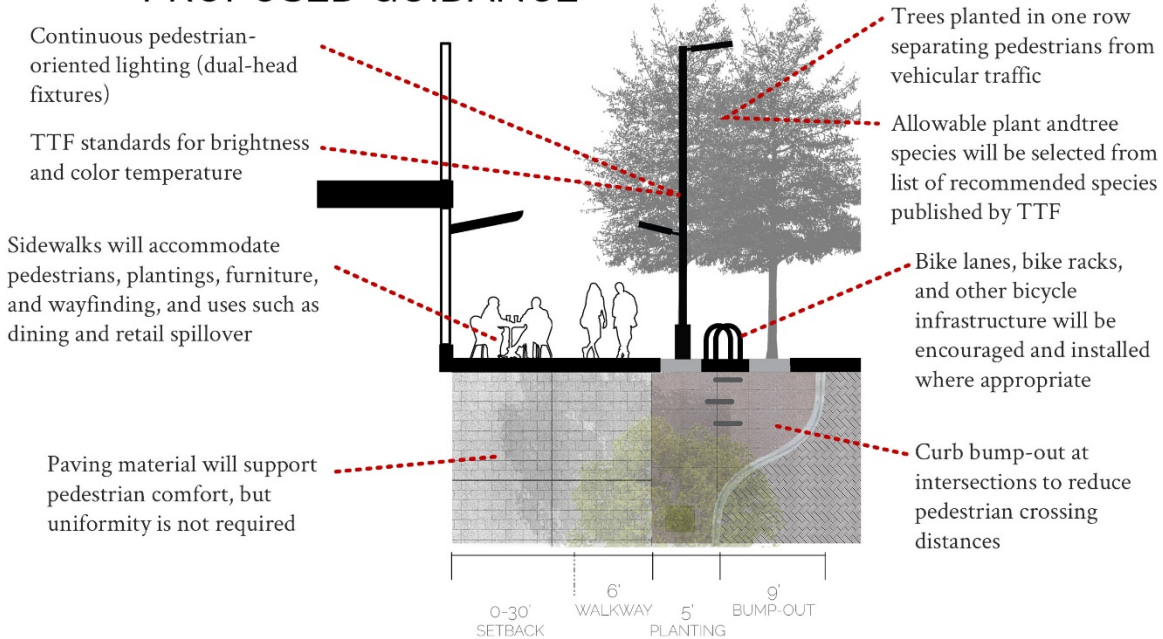 PROPOSED GUIDANCE
Continuous pedestrian-
oriented lighting (dual-head
fixtures)
TTF standards for brightness
and color temperature
Sidewalks will accommodate
pedestrians, plantings, furniture,
and wayfinding, and uses such as
dining and retail spillover
Paving material will support
pedestrian comfort, but
uniformity is not required
Trees planted in one row
separating pedestrians from
vehicular traffic
Allowable plant andtree
species will be selected from
list of recommended species
published by TTF
Bike lanes, bike racks,
and other bicycle
infrastructure will be
encouraged and installed
where appropriate
Curb bump-out at
intersections to reduce
pedestrian crossing
distances
0-30'
SETBACK
6'
WALKWAY
5'
PLANTING
9'
BUMP-OUT